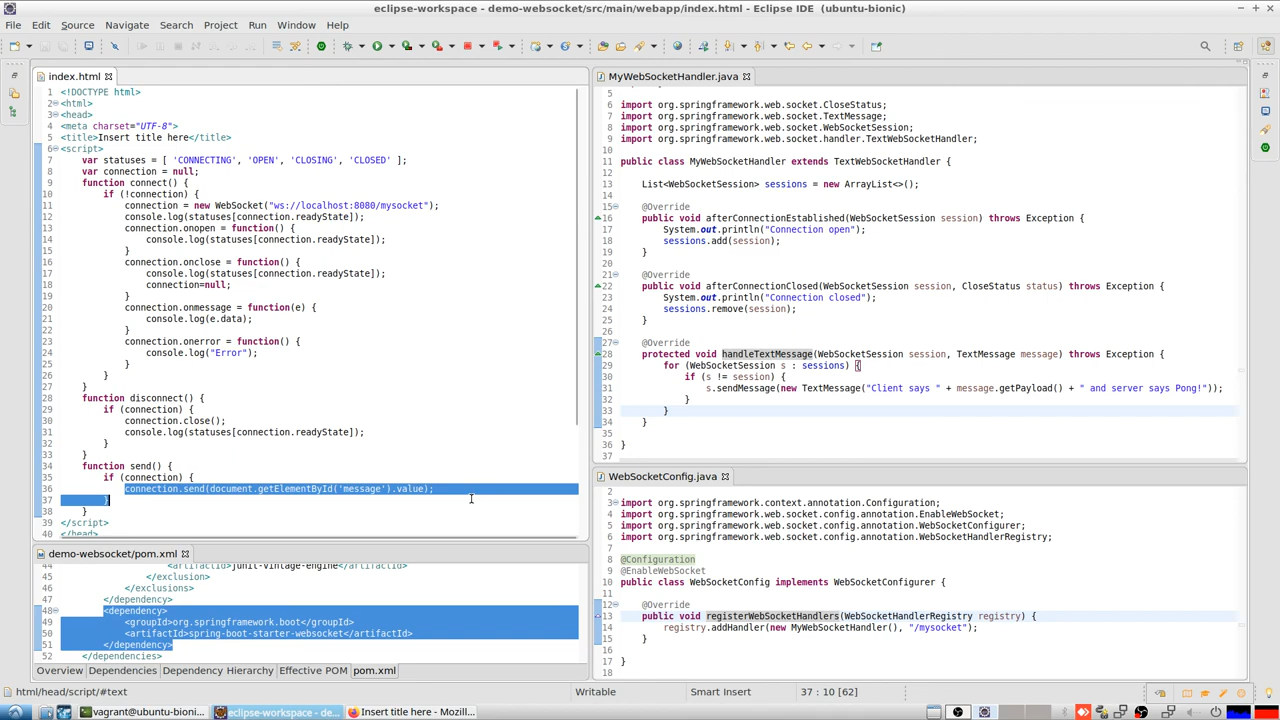 eclipse-workspace - demo-websocket/src/main/webapp/index.html - Eclipse IDE (ubuntu-bionic)
File Edit Source Navigate Search Project Run Window Help
index.html
1 <!DOCTYPE html>
2 <html>
3 <head>
4 <meta charset="UTF-8">
5 <title>Insert title here</title>
6 <script>
7 var statuses = [ 'CONNECTING', 'OPEN', 'CLOSING', 'CLOSED' ];
8 var connection = null;
9 function connect() {
10 if (!connection) {
11 connection = new WebSocket("ws://localhost:8080/mysocket");
12 console.log(statuses[connection.readyState]);
13 connection.onopen = function() {
14 console.log(statuses[connection.readyState]);
15 }
16 connection.onclose = function() {
17 console.log(statuses[connection.readyState]);
18 connection=null;
19 }
20 connection.onmessage = function(e) {
21 console.log(e.data);
22 }
23 connection.onerror = function() {
24 console.log("Error");
25 }
26 }
27 }
28 function disconnect() {
29 if (connection) {
30 connection.close();
31 console.log(statuses[connection.readyState]);
32 }
33 }
34 function send() {
35 if (connection) {
36 connection.send(document.getElementById('message').value);
37 }
38 }
39 </script>
40 </head>
demo-websocket/pom.xml
44 <artifactId>junit-vintage-engine</artifactId>
45 </exclusion>
46 </exclusions>
47 </dependency>
48 <dependency>
49 <groupId>org.springframework.boot</groupId>
50 <artifactId>spring-boot-starter-websocket</artifactId>
51 </dependency>
52 </dependencies>
Overview Dependencies Dependency Hierarchy Effective POM pom.xml
MyWebSocketHandler.java
5
6 import org.springframework.web.socket.CloseStatus;
7 import org.springframework.web.socket.TextMessage;
8 import org.springframework.web.socket.WebSocketSession;
9 import org.springframework.web.socket.handler.TextWebSocketHandler;
10
11 public class MyWebSocketHandler extends TextWebSocketHandler {
12
13 List<WebSocketSession> sessions = new ArrayList<>();
14
15 @Override
16 public void afterConnectionEstablished(WebSocketSession session) throws Exception {
17 System.out.println("Connection open");
18 sessions.add(session);
19 }
20
21 @Override
22 public void afterConnectionClosed(WebSocketSession session, CloseStatus status) throws Exception {
23 System.out.println("Connection closed");
24 sessions.remove(session);
25 }
26
27 @Override
28 protected void handleTextMessage(WebSocketSession session, TextMessage message) throws Exception {
29 for (WebSocketSession s : sessions) {
30 if (s != session) {
31 s.sendMessage(new TextMessage("Client says " + message.getPayload() + " and server says Pong!"));
32 }
33 }
34 }
35
36 }
37
WebSocketConfig.java
2
3 import org.springframework.context.annotation.Configuration;
4 import org.springframework.web.socket.config.annotation.EnableWebSocket;
5 import org.springframework.web.socket.config.annotation.WebSocketConfigurer;
6 import org.springframework.web.socket.config.annotation.WebSocketHandlerRegistry;
7
8 @Configuration
9 @EnableWebSocket
10 public class WebSocketConfig implements WebSocketConfigurer {
11
12 @Override
13 public void registerWebSocketHandlers(WebSocketHandlerRegistry registry) {
14 registry.addHandler(new MyWebSocketHandler(), "/mysocket");
15 }
16
17 }
18
html/head/script/#text Writable Smart Insert 37 : 10 [62]
vagrant@ubuntu-bioni... eclipse-workspace - de... Insert title here - Mozill...